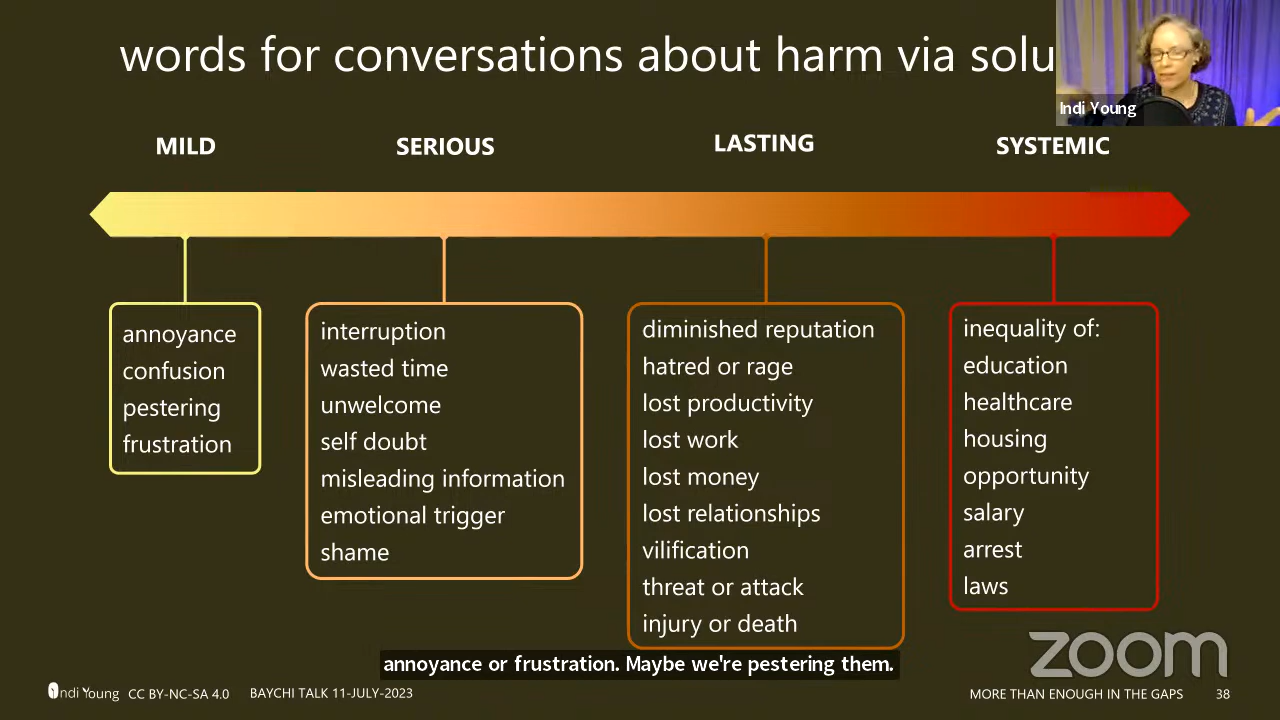 words for conversations about harm via solu
Indi Young
MILD
SERIOUS
LASTING
SYSTEMIC
annoyance
confusion
pestering
frustration
interruption
wasted time
unwelcome
self doubt
misleading information
emotional trigger
shame
diminished reputation
hatred or rage
lost productivity
lost work
lost money
lost relationships
vilification
threat or attack
injury or death
inequality of:
education
healthcare
housing
opportunity
salary
arrest
laws
annoyance or frustration. Maybe we're pestering them.
zoom
Indi Young CC BY-NC-SA 4.0 BAYCHI TALK 11-JULY-2023 MORE THAN ENOUGH IN THE GAPS 38